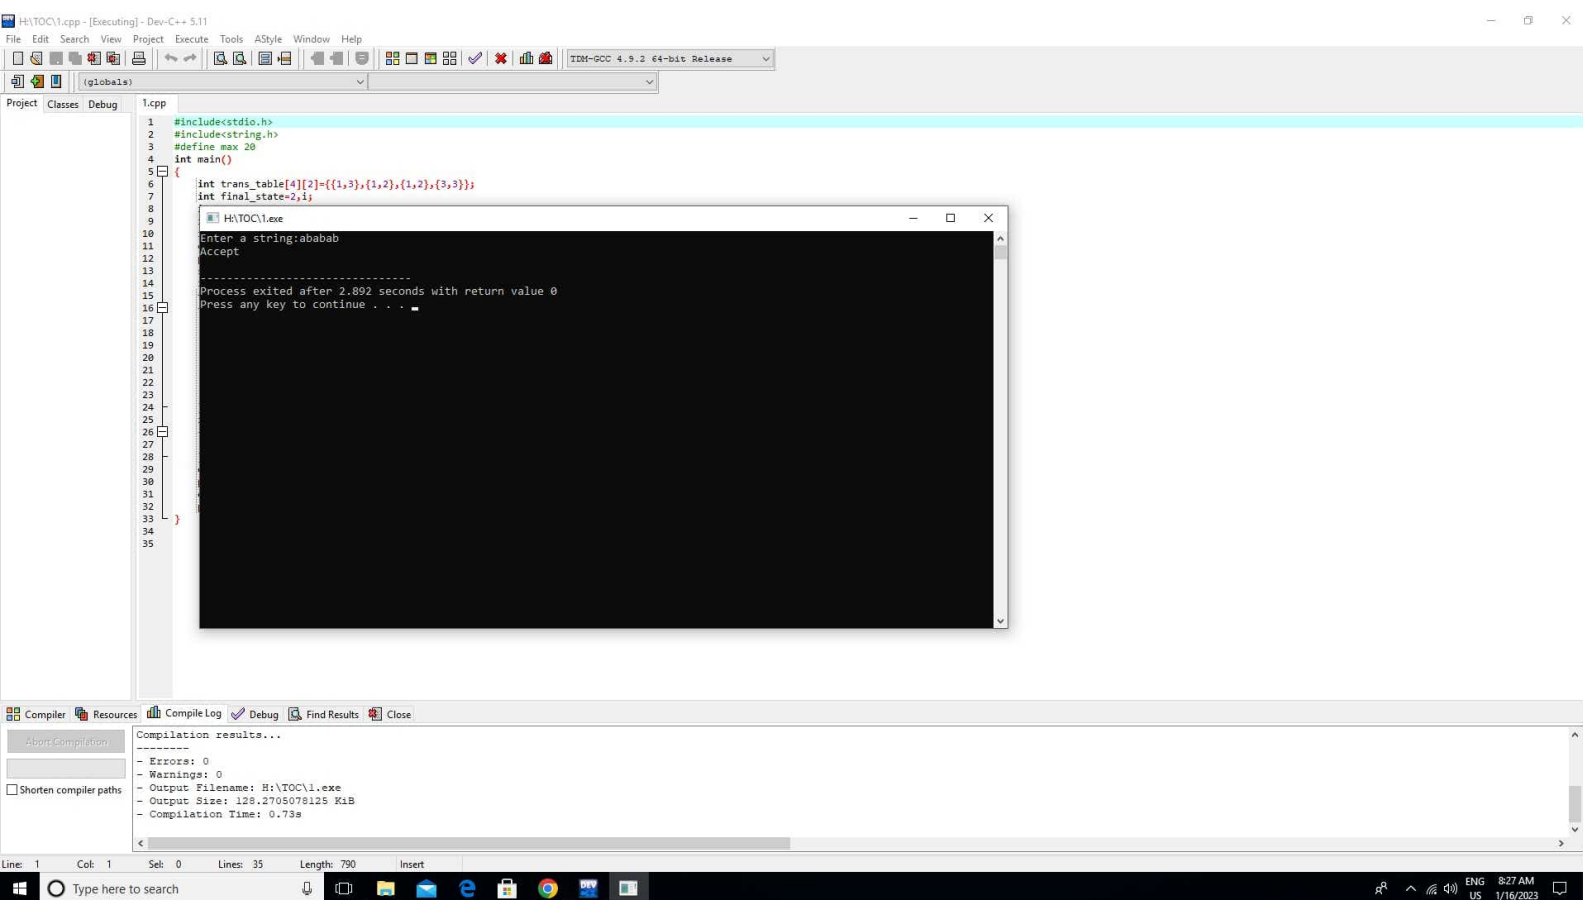 H:\TOC\1.cpp - [Executing] - Dev-C++ 5.11
File Edit Search View Project Execute Tools AStyle Window Help
TDM-GCC 4.9.2 64-bit Release
(globals)
Project Classes Debug 1.cpp
1 #include<stdio.h>
2 #include<string.h>
3 #define max 20
4 int main()
5 {
6 int trans_table[4][2]={{1,3},{1,2},{1,2},{3,3}};
7 int final_state=2,i;
8
9
10
11
12
13
14
15
16
17
18
19
20
21
22
23
24
25
26
27
28
29
30
31
32
33 }
34
35
H:\TOC\1.exe
Enter a string:ababab
Accept
--------------------------------
Process exited after 2.892 seconds with return value 0
Press any key to continue . . .
Compiler Resources Compile Log Debug Find Results Close
Abort Compilation
Shorten compiler paths
Compilation results...
--------
- Errors: 0
- Warnings: 0
- Output Filename: H:\TOC\1.exe
- Output Size: 128.2705078125 KiB
- Compilation Time: 0.73s
Line: 1 Col: 1 Sel: 0 Lines: 35 Length: 790 Insert
Type here to search
DEV
ENG
US
8:27 AM
1/16/2023